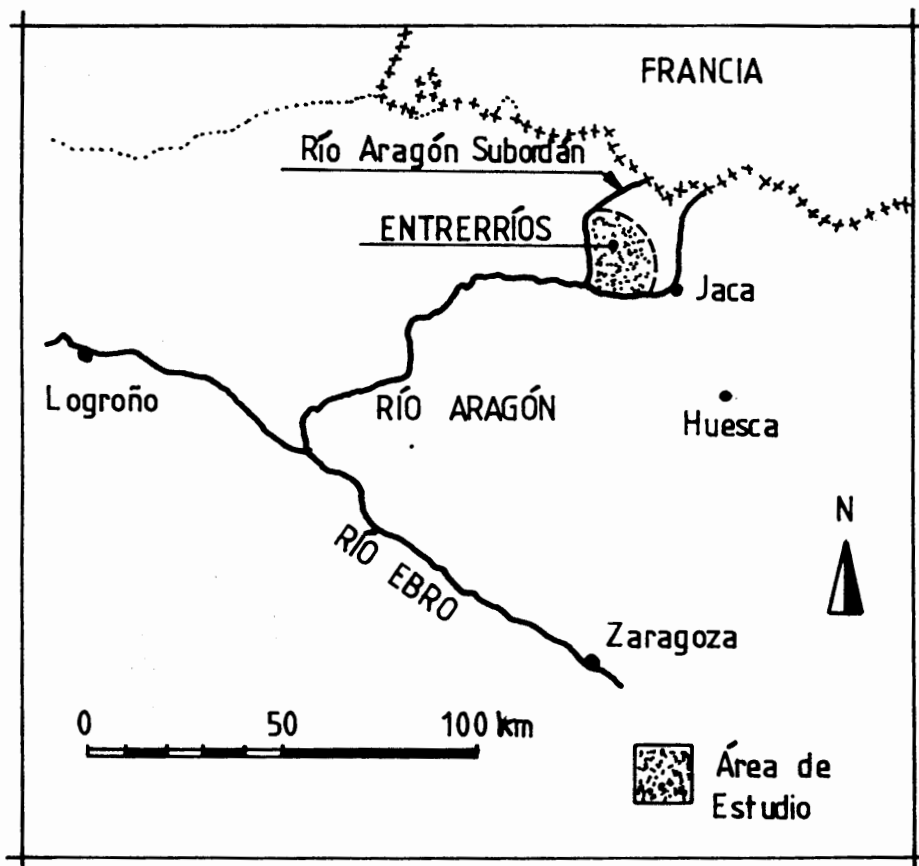 FRANCIA
Río Aragón Subordán
ENTRERRÍOS
Jaca
Logroño
RÍO ARAGÓN
Huesca
N
RÍO EBRO
Zaragoza
0 50 100 km
Área de
Estudio